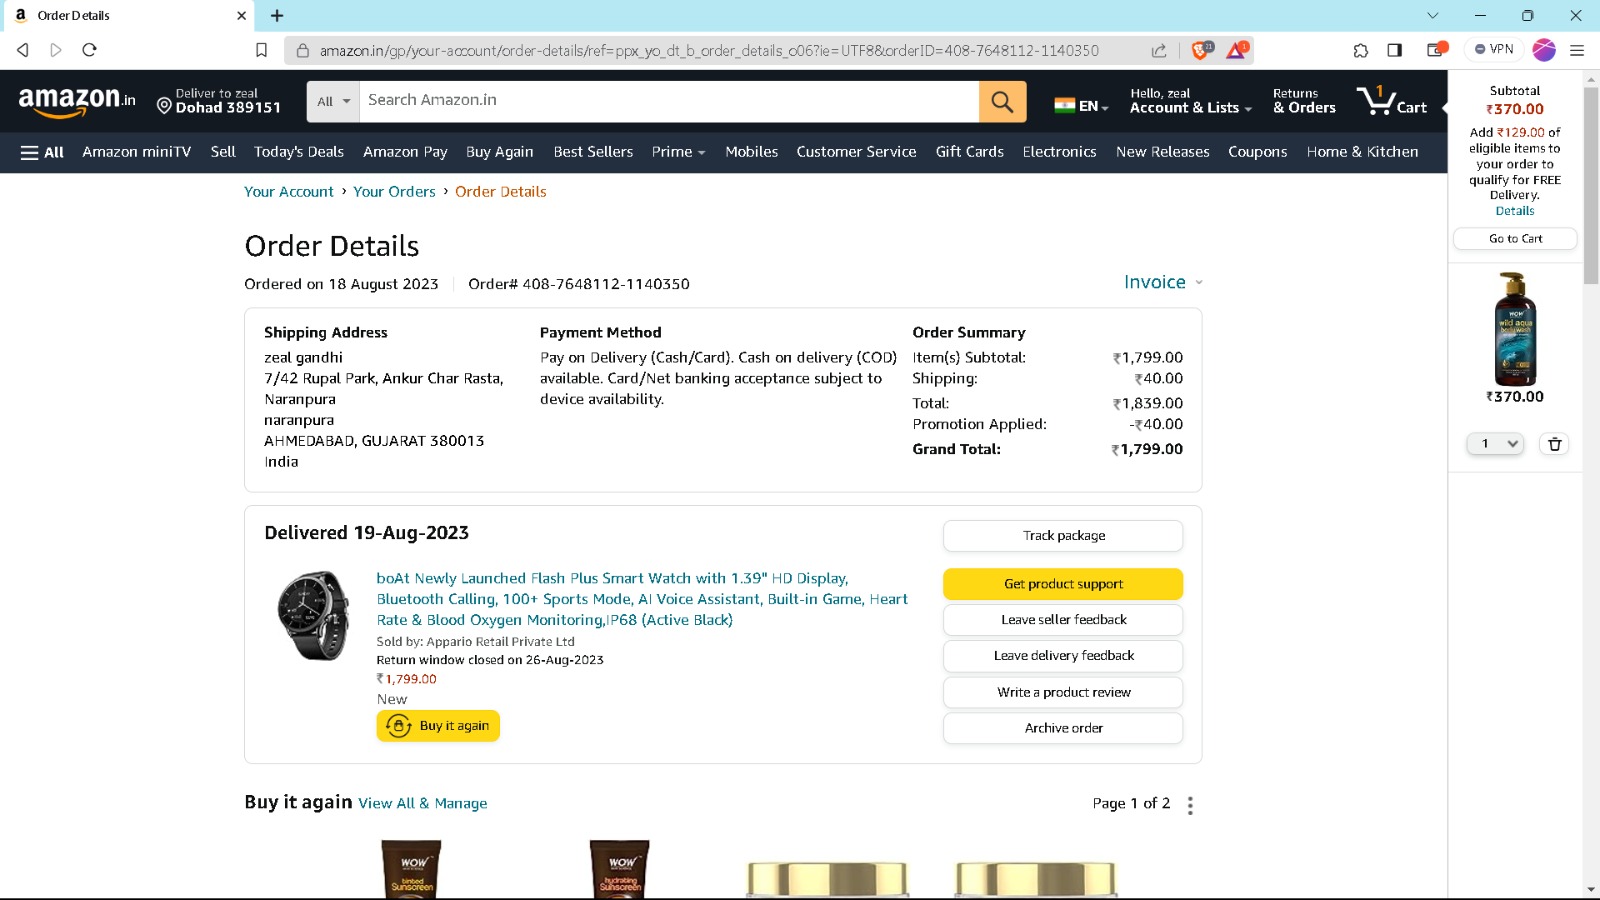 Order Details
amazon.in/gp/your-account/order-details/ref=ppx_yo_dt_b_order_details_o06?ie=UTF8&orderID=408-7648112-1140350
21
1
VPN
amazon.in
Deliver to zeal
Dohad 389151
All
Search Amazon.in
EN
Hello, zeal
Account & Lists
Returns
& Orders
1
Cart
All
Amazon miniTV
Sell
Today's Deals
Amazon Pay
Buy Again
Best Sellers
Prime
Mobiles
Customer Service
Gift Cards
Electronics
New Releases
Coupons
Home & Kitchen
Subtotal
₹370.00
Add ₹129.00 of
eligible items to
your order to
qualify for FREE
Delivery.
Details
Go to Cart
WOW
wild aqua
bodywash
₹370.00
1
Your Account › Your Orders › Order Details
Order Details
Ordered on 18 August 2023
Order# 408-7648112-1140350
Invoice
Shipping Address
zeal gandhi
7/42 Rupal Park, Ankur Char Rasta,
Naranpura
naranpura
AHMEDABAD, GUJARAT 380013
India
Payment Method
Pay on Delivery (Cash/Card). Cash on delivery (COD)
available. Card/Net banking acceptance subject to
device availability.
Order Summary
Item(s) Subtotal: ₹1,799.00
Shipping: ₹40.00
Total: ₹1,839.00
Promotion Applied: -₹40.00
Grand Total: ₹1,799.00
Delivered 19-Aug-2023
boAt Newly Launched Flash Plus Smart Watch with 1.39" HD Display,
Bluetooth Calling, 100+ Sports Mode, AI Voice Assistant, Built-in Game, Heart
Rate & Blood Oxygen Monitoring,IP68 (Active Black)
Sold by: Appario Retail Private Ltd
Return window closed on 26-Aug-2023
₹1,799.00
New
Buy it again
Track package
Get product support
Leave seller feedback
Leave delivery feedback
Write a product review
Archive order
Buy it again View All & Manage
Page 1 of 2
WOW
tinted
Sunscreen
WOW
hydrating
Sunscreen